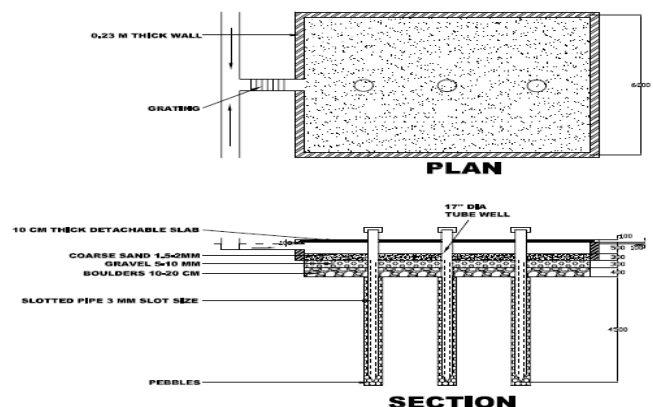 0,23 M THICK WALL
GRATING
6000
PLAN
17" DIA
TUBE WELL
10 CM THICK DETACHABLE SLAB
100
COARSE SAND 1,5-2MM
500
GRAVEL 5-10 MM
300
300
BOULDERS 10-20 CM
400
SLOTTED PIPE 3 MM SLOT SIZE
4500
PEBBLES
SECTION